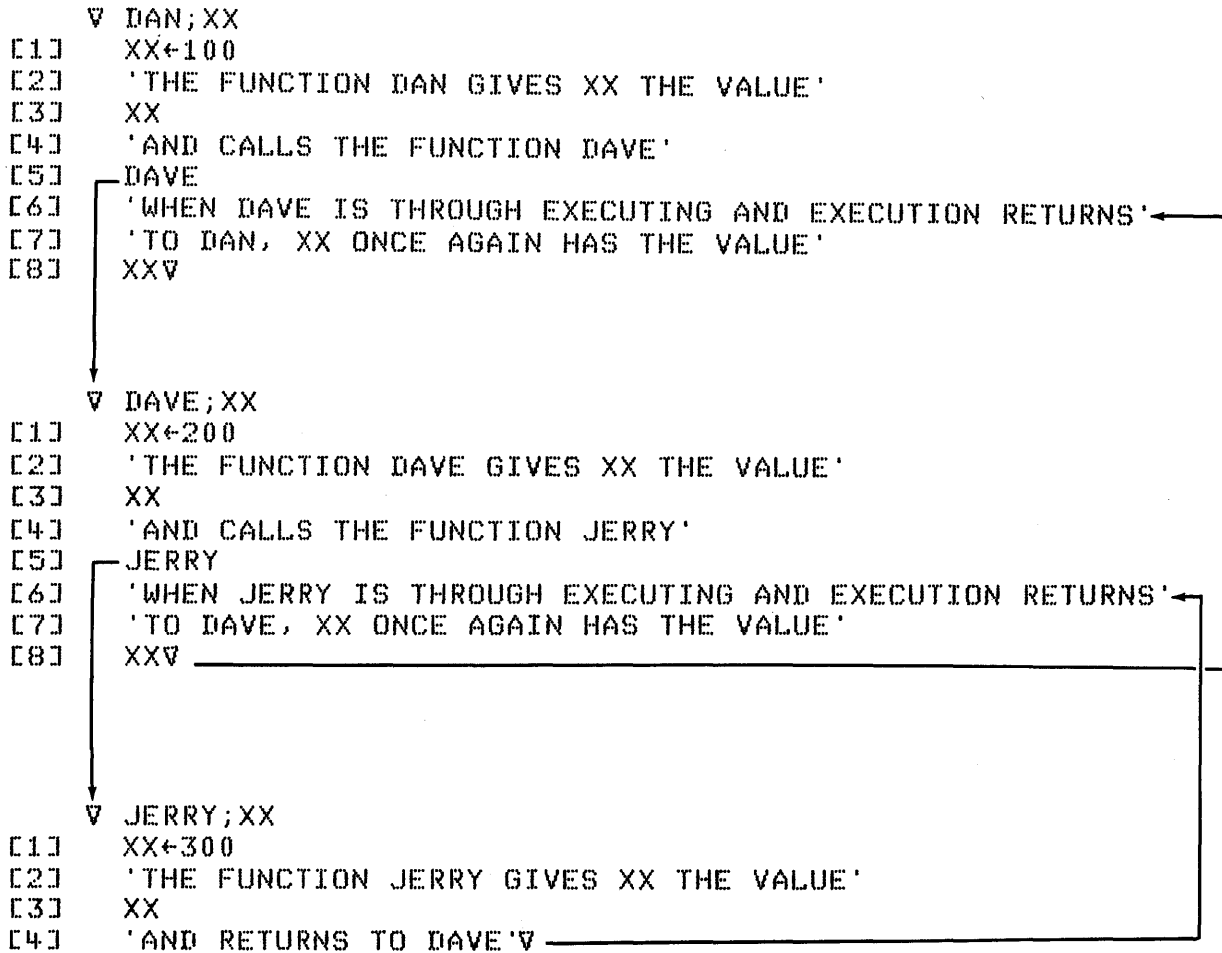 ∇ DAN;XX
[1] XX←100
[2] 'THE FUNCTION DAN GIVES XX THE VALUE'
[3] XX
[4] 'AND CALLS THE FUNCTION DAVE'
[5] DAVE
[6] 'WHEN DAVE IS THROUGH EXECUTING AND EXECUTION RETURNS'
[7] 'TO DAN, XX ONCE AGAIN HAS THE VALUE'
[8] XX∇
∇ DAVE;XX
[1] XX←200
[2] 'THE FUNCTION DAVE GIVES XX THE VALUE'
[3] XX
[4] 'AND CALLS THE FUNCTION JERRY'
[5] JERRY
[6] 'WHEN JERRY IS THROUGH EXECUTING AND EXECUTION RETURNS'
[7] 'TO DAVE, XX ONCE AGAIN HAS THE VALUE'
[8] XX∇
∇ JERRY;XX
[1] XX←300
[2] 'THE FUNCTION JERRY GIVES XX THE VALUE'
[3] XX
[4] 'AND RETURNS TO DAVE'∇